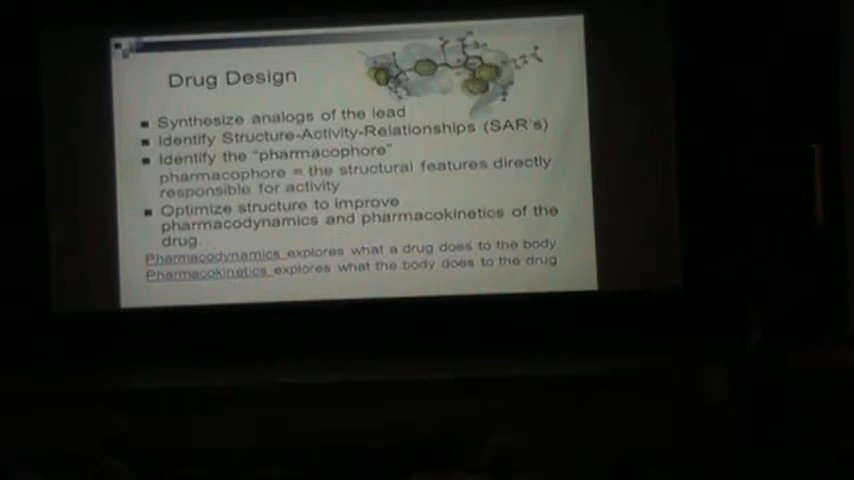 Drug Design
Synthesize analogs of the lead
Identify Structure-Activity-Relationships (SAR's)
Identify the "pharmacophore"
pharmacophore = the structural features directly
responsible for activity
Optimize structure to improve
pharmacodynamics and pharmacokinetics of the
drug
Pharmacodynamics explores what a drug does to the body
Pharmacokinetics explores what the body does to the drug